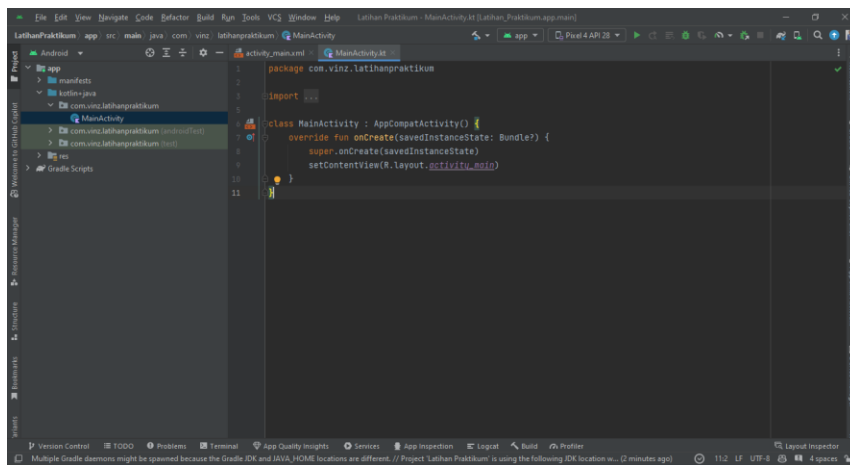 File Edit View Navigate Code Refactor Build Run Tools VCS Window Help Latihan Praktikum - MainActivity.kt [Latihan_Praktikum.app.main]
LatihanPraktikum app src main java com vinz latihanpraktikum MainActivity app Pixel 4 API 28
Android activity_main.xml MainActivity.kt
app
manifests
kotlin+java
com.vinz.latihanpraktikum
MainActivity
com.vinz.latihanpraktikum (androidTest)
com.vinz.latihanpraktikum (test)
res
Gradle Scripts
Project
Welcome to GitHub Copilot
Resource Manager
Structure
Bookmarks
1 package com.vinz.latihanpraktikum
2
3 import ...
5
6 class MainActivity : AppCompatActivity() {
7 override fun onCreate(savedInstanceState: Bundle?) {
8 super.onCreate(savedInstanceState)
9 setContentView(R.layout.activity_main)
10 }
11 }
Version Control TODO Problems Terminal App Quality Insights Services App Inspection Logcat Build Profiler Layout Inspector
Multiple Gradle daemons might be spawned because the Gradle JDK and JAVA_HOME locations are different. // Project 'Latihan Praktikum' is using the following JDK location w... (2 minutes ago) 11:2 LF UTF-8 4 spaces